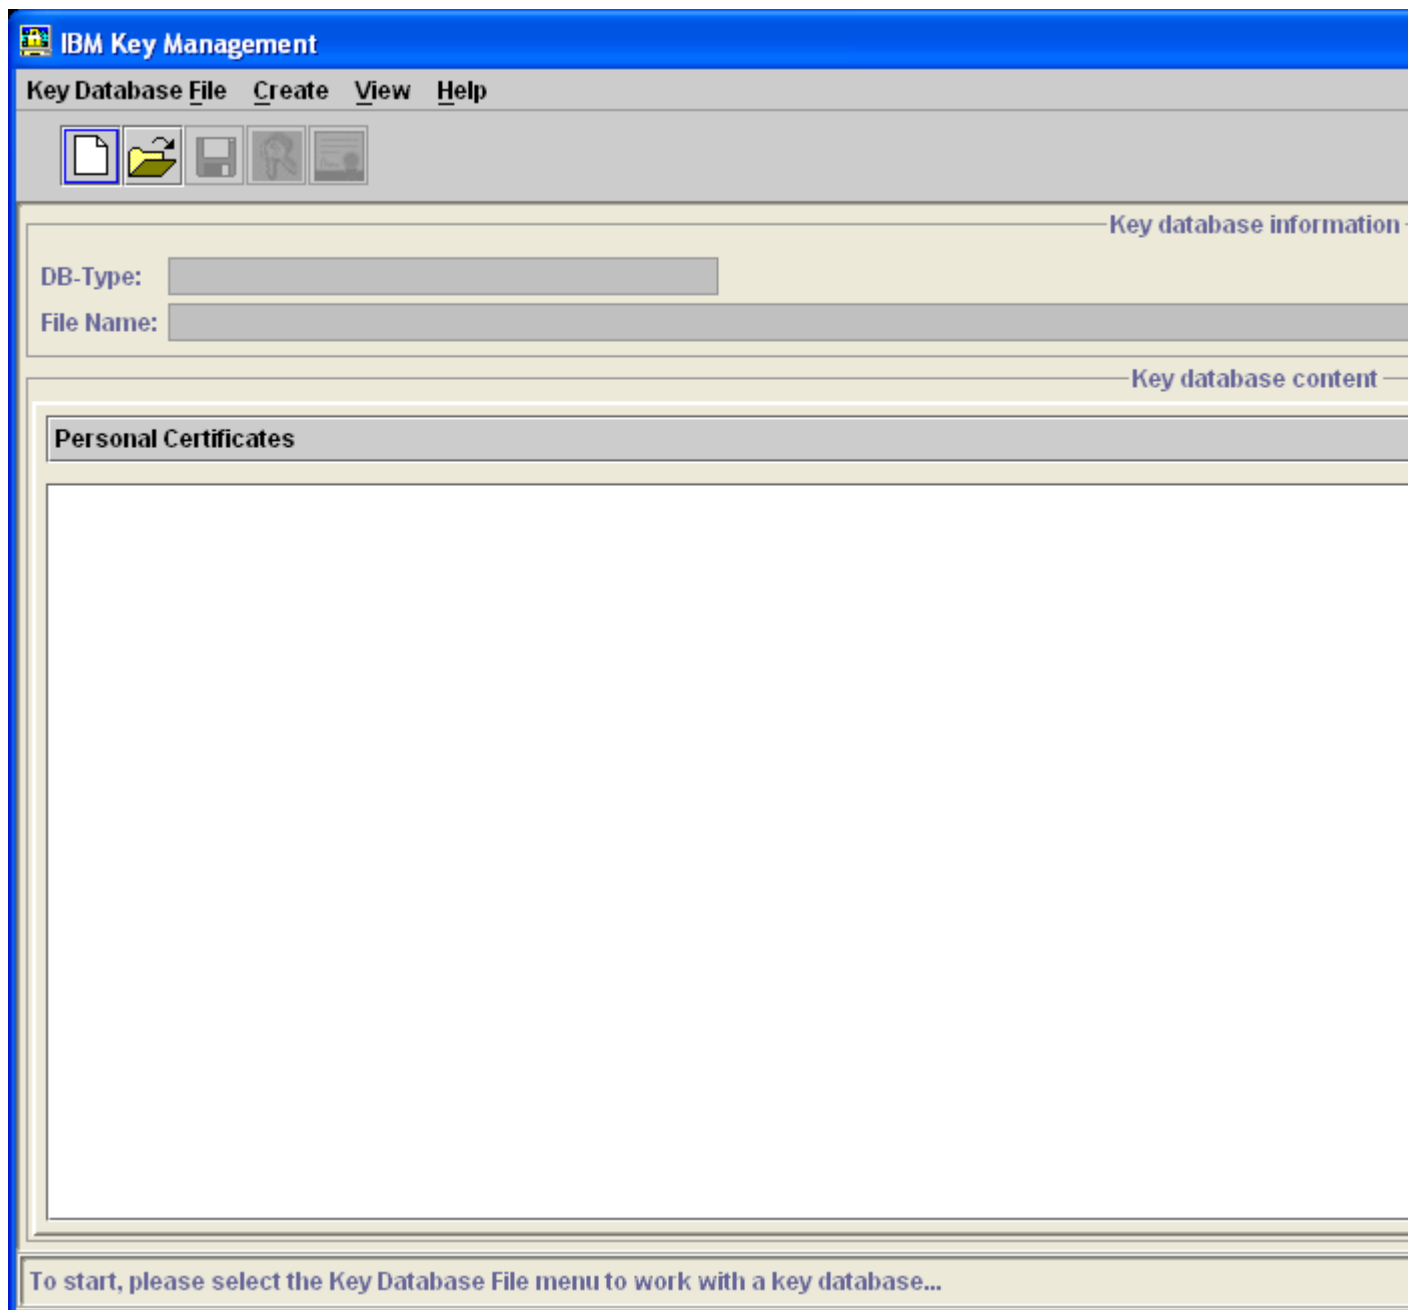 IBM Key Management
Key Database File Create View Help
Key database information
DB-Type:
File Name:
Key database content
Personal Certificates
To start, please select the Key Database File menu to work with a key database...